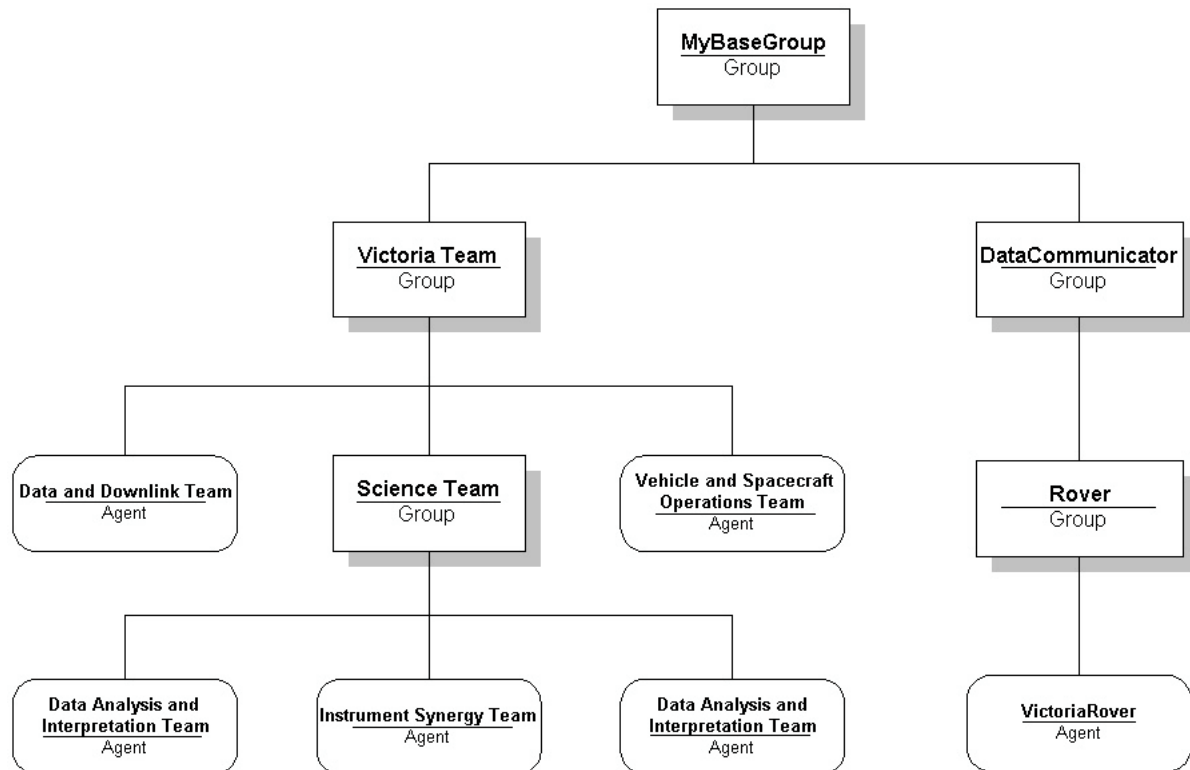 MyBaseGroup
Group
Victoria Team
Group
DataCommunicator
Group
Data and Downlink Team
Agent
Science Team
Group
Vehicle and Spacecraft
Operations Team
Agent
Rover
Group
Data Analysis and
Interpretation Team
Agent
Instrument Synergy Team
Agent
Data Analysis and
Interpretation Team
Agent
VictoriaRover
Agent